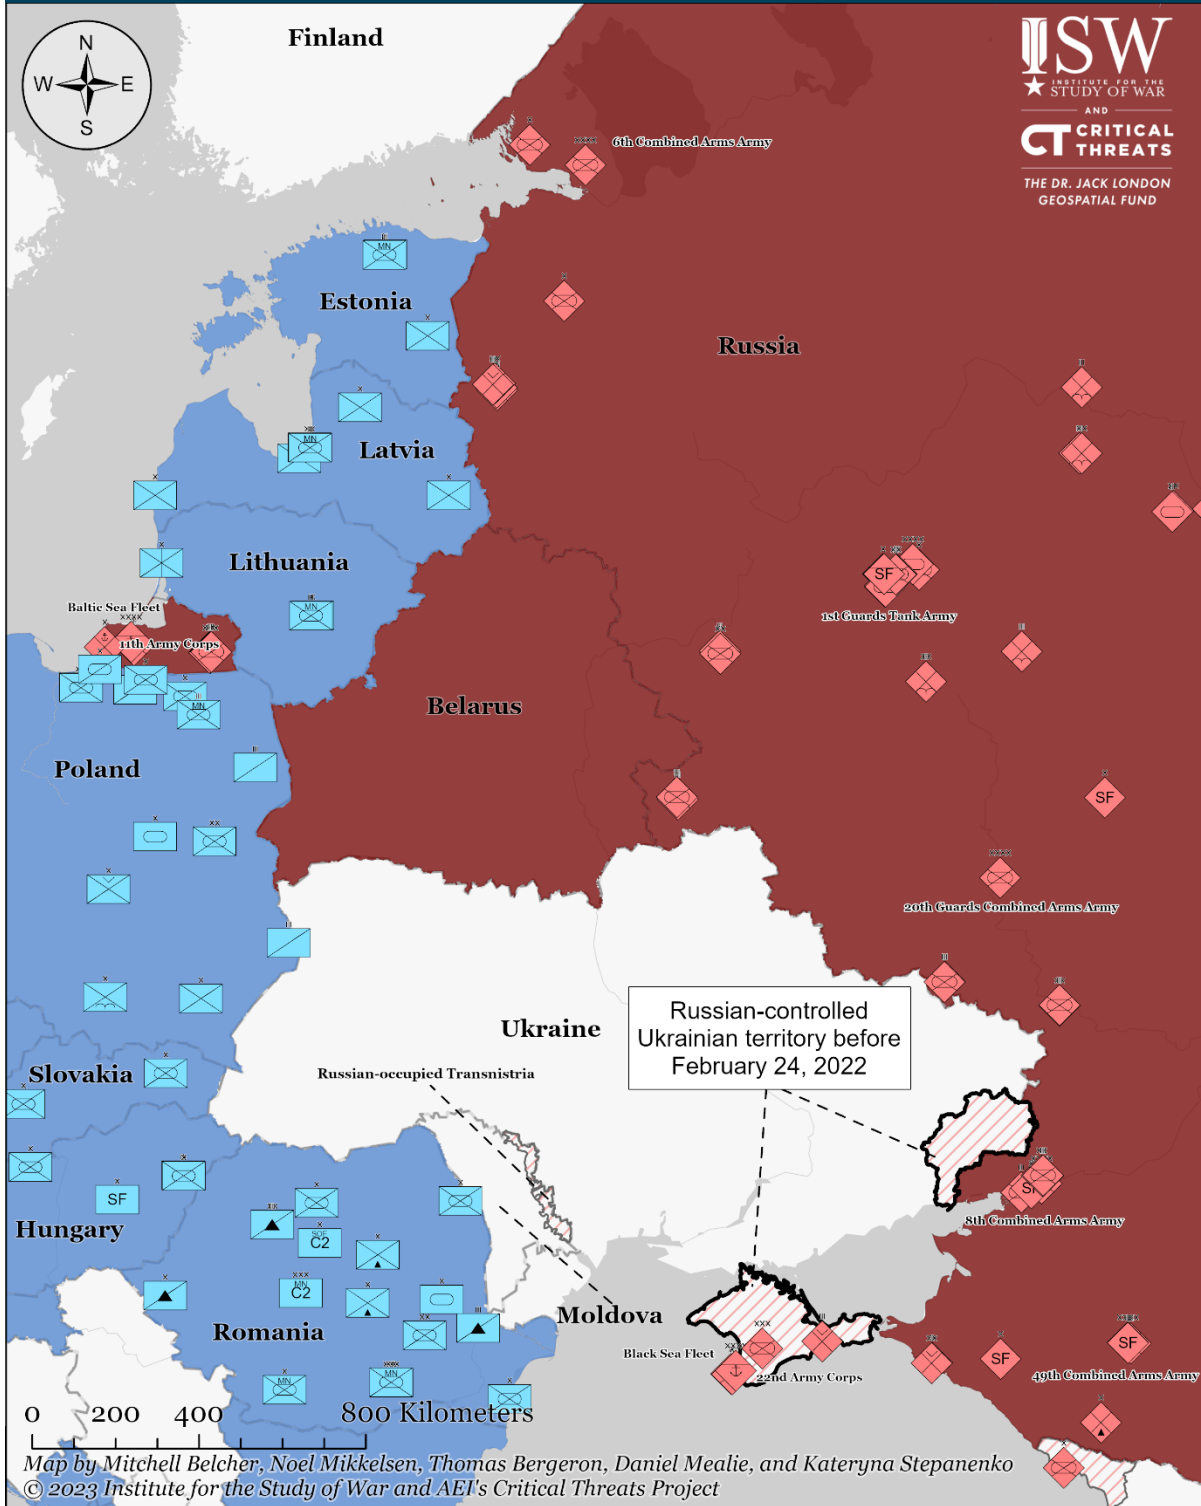 N
W E
S
Finland
ISW
INSTITUTE FOR THE
STUDY OF WAR
AND
CT CRITICAL
THREATS
THE DR. JACK LONDON
GEOSPATIAL FUND
6th Combined Arms Army
MN
Estonia
Russia
MN
Latvia
Lithuania
MN
SF
1st Guards Tank Army
Baltic Sea Fleet
11th Army Corps
Belarus
MN
Poland
SF
20th Guards Combined Arms Army
Russian-controlled
Ukrainian territory before
February 24, 2022
Ukraine
Slovakia
Russian-occupied Transnistria
SF
Hungary
8th Combined Arms Army
SOF
C2
MN
C2
Romania
Moldova
Black Sea Fleet
22nd Army Corps
SF
SF
49th Combined Arms Army
MN
MN
0 200 400 800 Kilometers
Map by Mitchell Belcher, Noel Mikkelsen, Thomas Bergeron, Daniel Mealie, and Kateryna Stepanenko
© 2023 Institute for the Study of War and AEI's Critical Threats Project